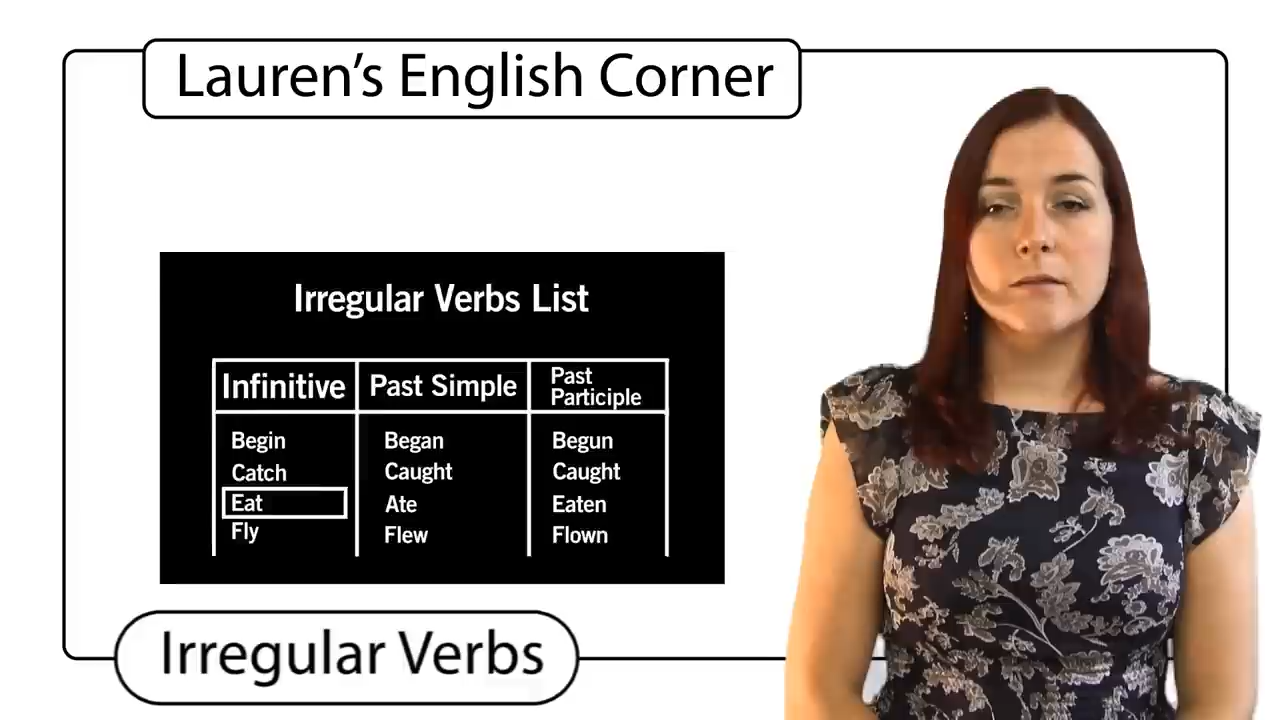 Lauren's English Corner
Irregular Verbs List
Infinitive Past Simple Past Participle
Begin Began Begun
Catch Caught Caught
Eat Ate Eaten
Fly Flew Flown
Irregular Verbs